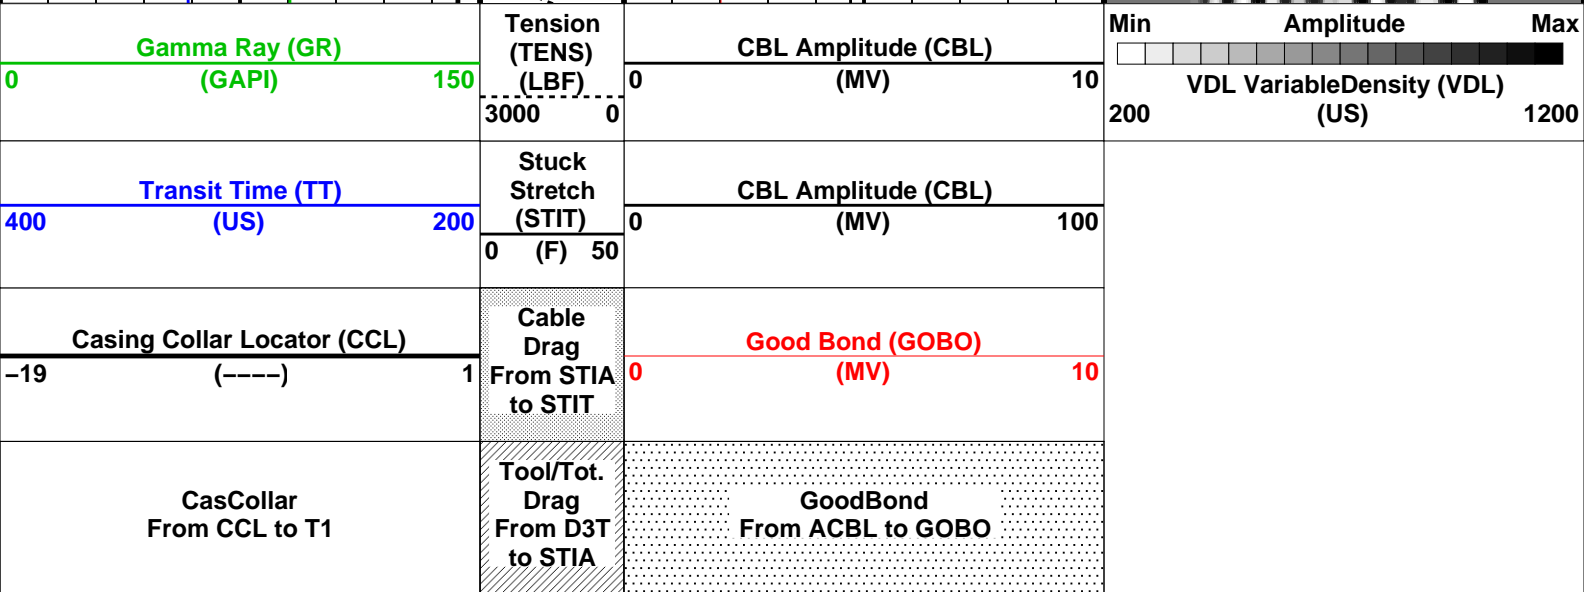 Gamma Ray (GR)
0 (GAPI) 150
Tension
(TENS)
(LBF)
3000 0
CBL Amplitude (CBL)
0 (MV) 10
Min Amplitude Max
VDL VariableDensity (VDL)
200 (US) 1200
Transit Time (TT)
400 (US) 200
Stuck
Stretch
(STIT)
0 (F) 50
CBL Amplitude (CBL)
0 (MV) 100
Casing Collar Locator (CCL)
−19 (−−−−) 1
Cable
Drag
From STIA
to STIT
Good Bond (GOBO)
0 (MV) 10
CasCollar
From CCL to T1
Tool/Tot.
Drag
From D3T
to STIA
GoodBond
From ACBL to GOBO